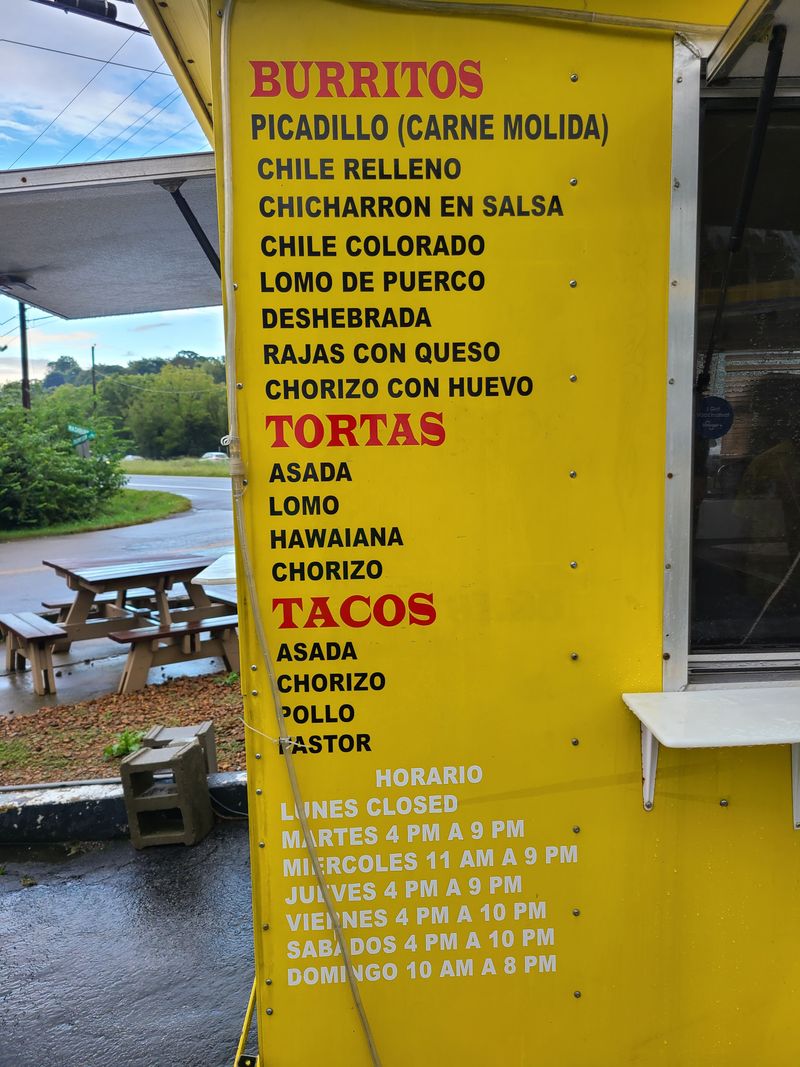 BURRITOS
PICADILLO (CARNE MOLIDA)
CHILE RELLENO
CHICHARRON EN SALSA
CHILE COLORADO
LOMO DE PUERCO
DESHEBRADA
RAJAS CON QUESO
CHORIZO CON HUEVO
TORTAS
ASADA
LOMO
HAWAIANA
CHORIZO
TACOS
ASADA
CHORIZO
POLLO
PASTOR
HORARIO
LUNES CLOSED
MARTES 4 PM A 9 PM
MIERCOLES 11 AM A 9 PM
JUEVES 4 PM A 9 PM
VIERNES 4 PM A 10 PM
SABADOS 4 PM A 10 PM
DOMINGO 10 AM A 8 PM